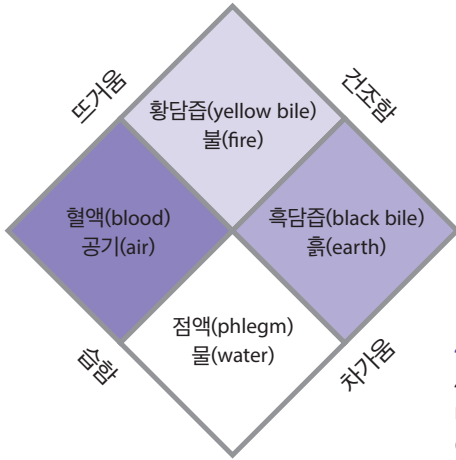 뜨거움
건조함
황담즙(yellow bile)
불(fire)
혈액(blood)
공기(air)
흑담즙(black bile)
흙(earth)
점액(phlegm)
물(water)
습함
차가움